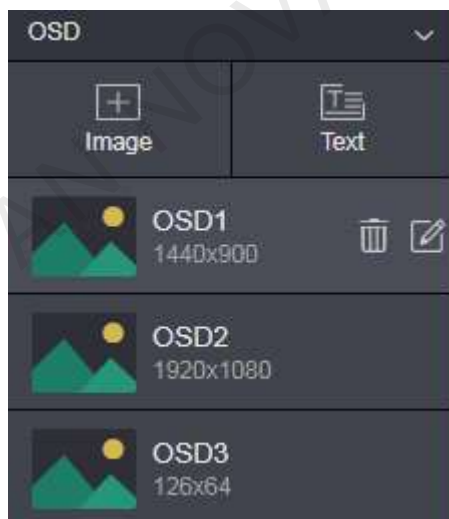 OSD
Image
Text
OSD1
1440x900
OSD2
1920x1080
OSD3
126x64